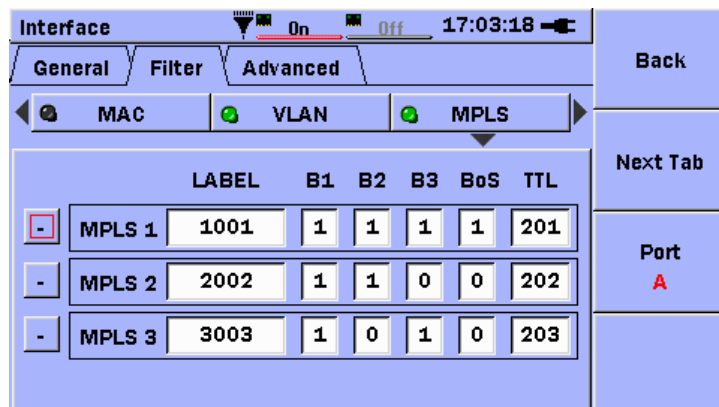 Interface On Off 17:03:18
General Filter Advanced
MAC VLAN MPLS
LABEL B1 B2 B3 BoS TTL
- MPLS 1 1001 1 1 1 1 201
- MPLS 2 2002 1 1 0 0 202
- MPLS 3 3003 1 0 1 0 203
Back
Next Tab
Port
A